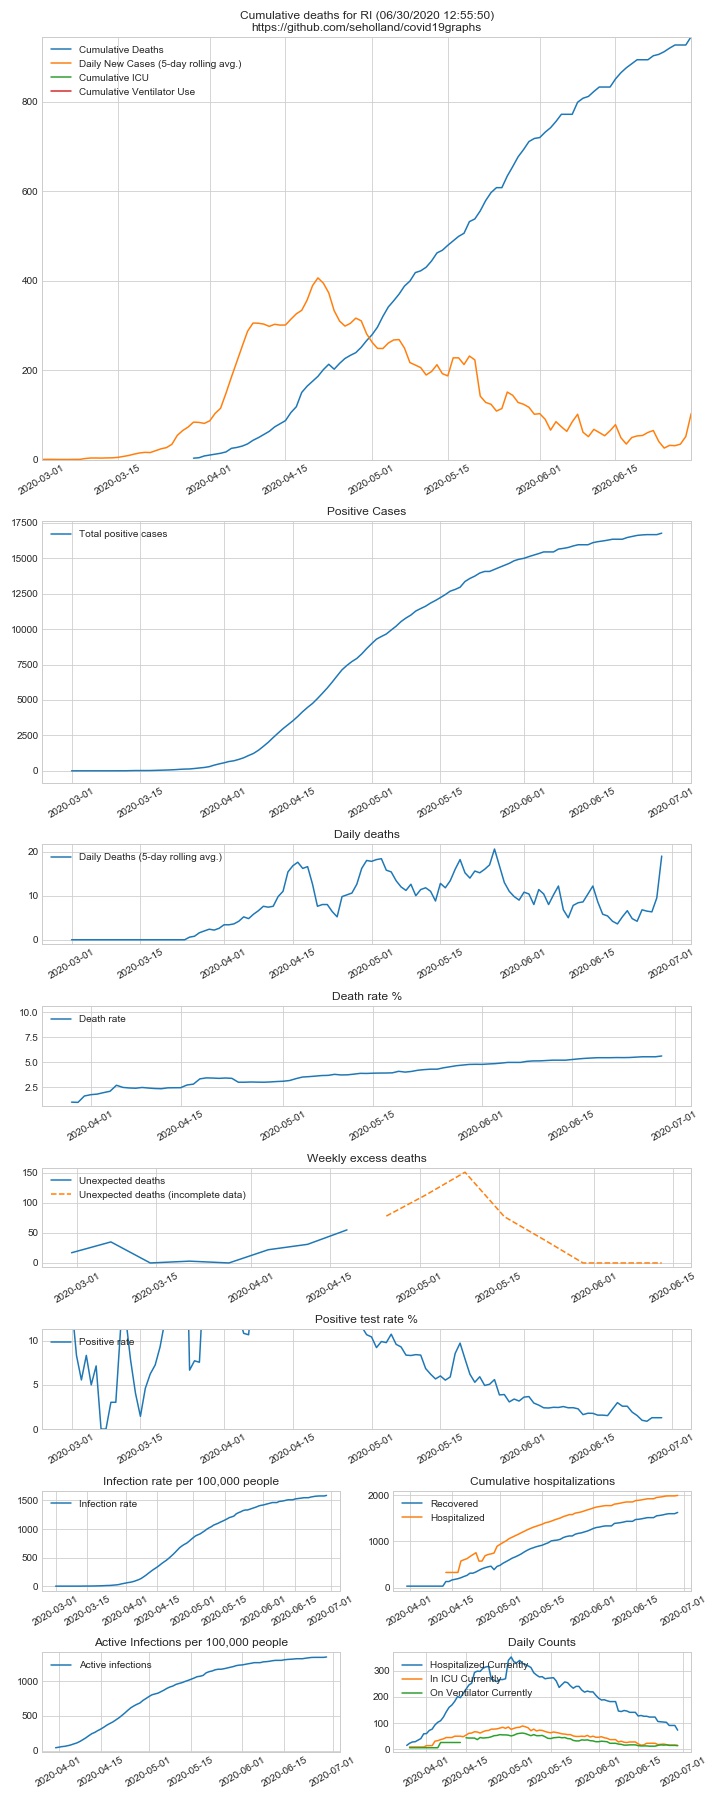 Cumulative deaths for RI (06/30/2020 12:55:50)
https://github.com/seholland/covid19graphs
Cumulative Deaths
Daily New Cases (5-day rolling avg.)
Cumulative ICU
Cumulative Ventilator Use
800
600
400
200
0
2020-03-01 2020-03-15 2020-04-01 2020-04-15 2020-05-01 2020-05-15 2020-06-01 2020-06-15
Positive Cases
17500
Total positive cases
15000
12500
10000
7500
5000
2500
0
2020-03-01 2020-03-15 2020-04-01 2020-04-15 2020-05-01 2020-05-15 2020-06-01 2020-06-15 2020-07-01
Daily deaths
20
Daily Deaths (5-day rolling avg.)
10
0
2020-03-01 2020-03-15 2020-04-01 2020-04-15 2020-05-01 2020-05-15 2020-06-01 2020-06-15 2020-07-01
Death rate %
10.0
Death rate
7.5
5.0
2.5
2020-04-01 2020-04-15 2020-05-01 2020-05-15 2020-06-01 2020-06-15 2020-07-01
Weekly excess deaths
150
Unexpected deaths
Unexpected deaths (incomplete data)
100
50
0
2020-03-01 2020-03-15 2020-04-01 2020-04-15 2020-05-01 2020-05-15 2020-06-01 2020-06-15
Positive test rate %
10
Positive rate
5
0
2020-03-01 2020-03-15 2020-04-01 2020-04-15 2020-05-01 2020-05-15 2020-06-01 2020-06-15 2020-07-01
Infection rate per 100,000 people
1500
Infection rate
1000
500
0
2020-03-01 2020-03-15 2020-04-01 2020-04-15 2020-05-01 2020-05-15 2020-06-01 2020-06-15 2020-07-01
Cumulative hospitalizations
2000
Recovered
Hospitalized
1000
0
2020-04-01 2020-04-15 2020-05-01 2020-05-15 2020-06-01 2020-06-15 2020-07-01
Active Infections per 100,000 people
Active infections
1000
500
0
2020-04-01 2020-04-15 2020-05-01 2020-05-15 2020-06-01 2020-06-15 2020-07-01
Daily Counts
Hospitalized Currently
300
In ICU Currently
On Ventilator Currently
200
100
0
2020-04-01 2020-04-15 2020-05-01 2020-05-15 2020-06-01 2020-06-15 2020-07-01